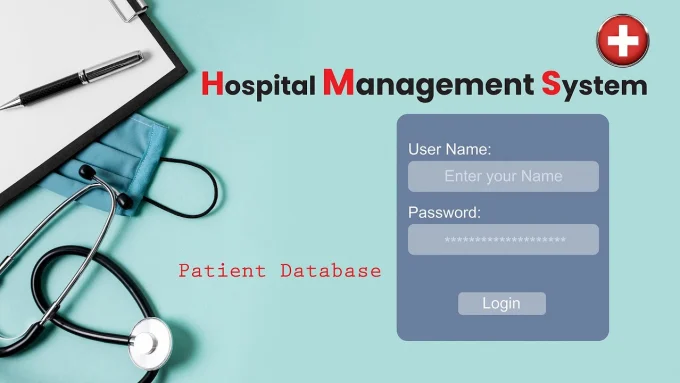 Hospital Management System
User Name:
Enter your Name
Password:
********************
Patient Database
Login